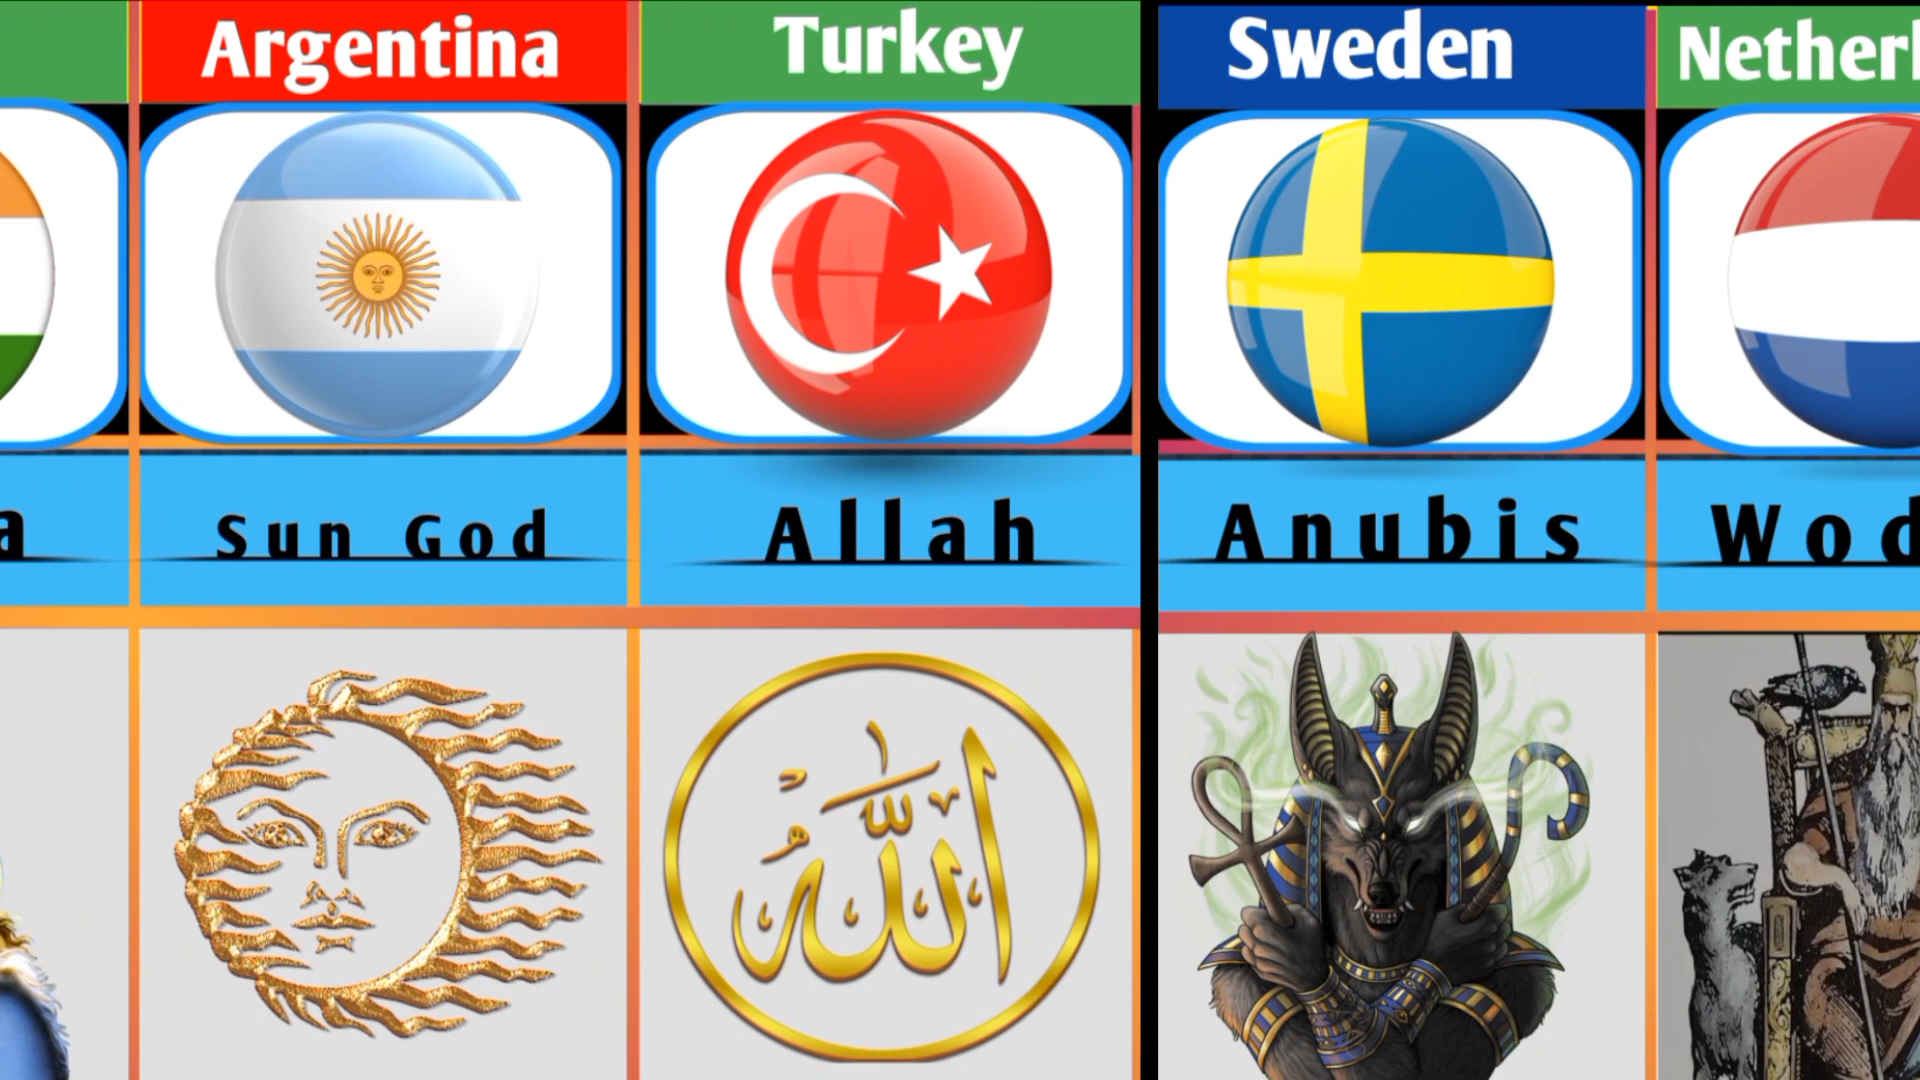 Argentina
Turkey
Sweden
Sun God
Allah
Anubis
الله